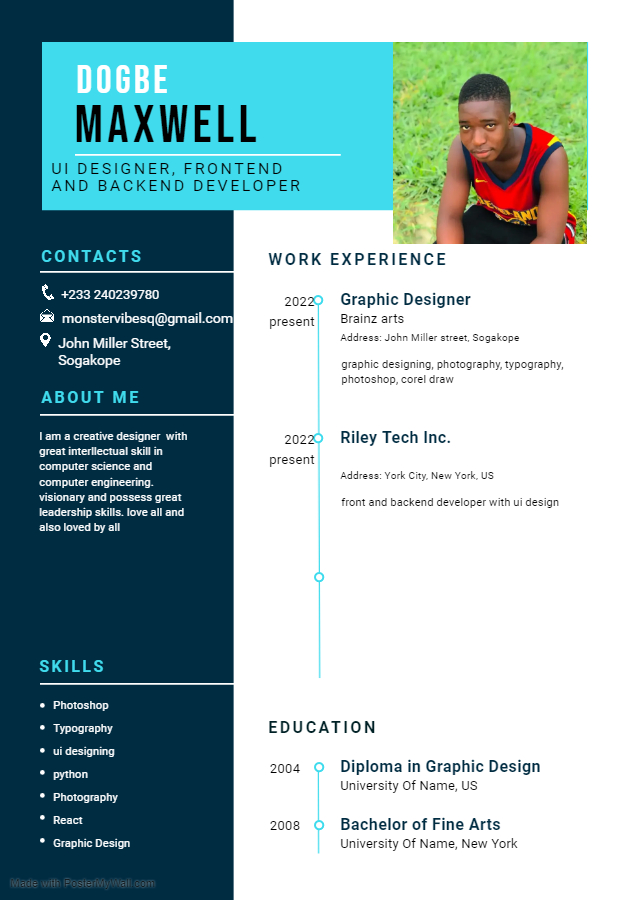 DOGBE
MAXWELL
UI DESIGNER, FRONTEND
AND BACKEND DEVELOPER
CONTACTS
+233 240239780
monstervibesq@gmail.com
John Miller Street,
Sogakope
ABOUT ME
I am a creative designer with
great interllectual skill in
computer science and
computer engineering.
visionary and possess great
leadership skills. love all and
also loved by all
SKILLS
Photoshop
Typography
ui designing
python
Photography
React
Graphic Design
Made with PosterMyWall.com
WORK EXPERIENCE
2022
present
Graphic Designer
Brainz arts
Address: John Miller street, Sogakope
graphic designing, photography, typography,
photoshop, corel draw
2022
present
Riley Tech Inc.
Address: York City, New York, US
front and backend developer with ui design
EDUCATION
2004
Diploma in Graphic Design
University Of Name, US
2008
Bachelor of Fine Arts
University Of Name, New York